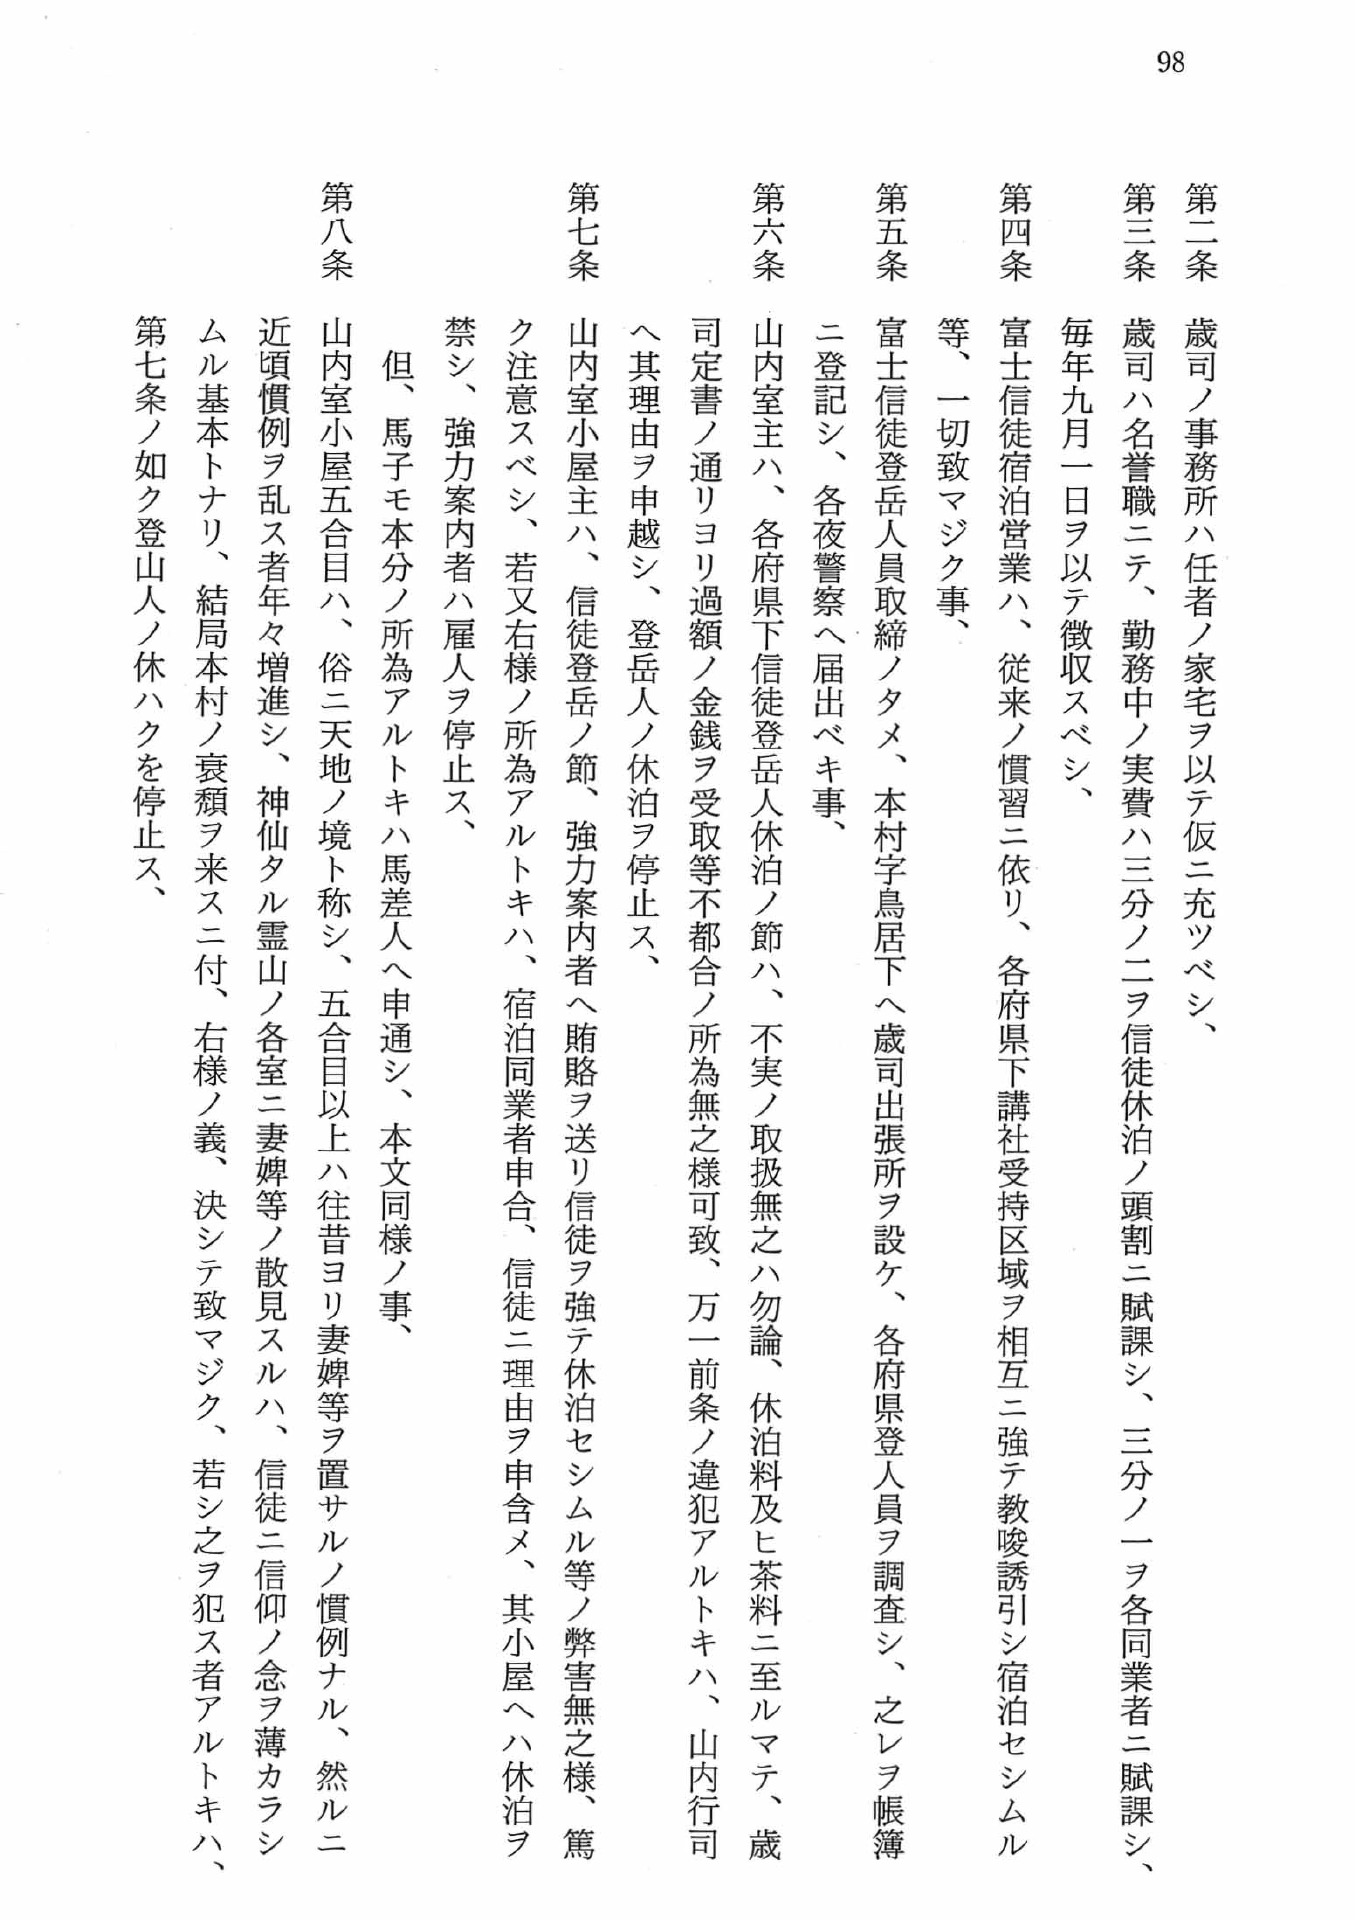 98
第二条　歳司ノ事務所ハ任者ノ家宅ヲ以テ仮ニ充ツベシ、
第三条　歳司ハ名誉職ニテ、勤務中ノ実費ハ三分ノ二ヲ信徒休泊ノ頭割ニ賦課シ、三分ノ一ヲ各同業者ニ賦課シ、
毎年九月一日ヲ以テ徴収スベシ、
第四条　富士信徒宿泊営業ハ、従来ノ慣習ニ依リ、各府県下講社受持区域ヲ相互ニ強テ教唆誘引シ宿泊セシムル
等、一切致マジク事、
第五条　富士信徒登岳人員取締ノタメ、本村字鳥居下ヘ歳司出張所ヲ設ケ、各府県登人員ヲ調査シ、之レヲ帳簿
ニ登記シ、各夜警察ヘ届出ベキ事、
第六条　山内室主ハ、各府県下信徒登岳人休泊ノ節ハ、不実ノ取扱無之ハ勿論、休泊料及ヒ茶料ニ至ルマテ、歳
司定書ノ通リヨリ過額ノ金銭ヲ受取等不都合ノ所為無之様可致、万一前条ノ違犯アルトキハ、山内行司
ヘ其理由ヲ申越シ、登岳人ノ休泊ヲ停止ス、
第七条　山内室小屋主ハ、信徒登岳ノ節、強力案内者ヘ賄賂ヲ送リ信徒ヲ強テ休泊セシムル等ノ弊害無之様、篤
ク注意スベシ、若又右様ノ所為アルトキハ、宿泊同業者申合、信徒ニ理由ヲ申含メ、其小屋ヘハ休泊ヲ
禁シ、強力案内者ハ雇人ヲ停止ス、
但、馬子モ本分ノ所為アルトキハ馬差人ヘ申通シ、本文同様ノ事、
第八条　山内室小屋五合目ハ、俗ニ天地ノ境ト称シ、五合目以上ハ往昔ヨリ妻婢等ヲ置サルノ慣例ナル、然ルニ
近頃慣例ヲ乱ス者年々増進シ、神仙タル霊山ノ各室ニ妻婢等ノ散見スルハ、信徒ニ信仰ノ念ヲ薄カラシ
ムル基本トナリ、結局本村ノ衰頽ヲ来スニ付、右様ノ義、決シテ致マジク、若シ之ヲ犯ス者アルトキハ、
第七条ノ如ク登山人ノ休ハクを停止ス、